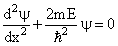 d²ψ/dx² + 2mE/ħ² ψ = 0